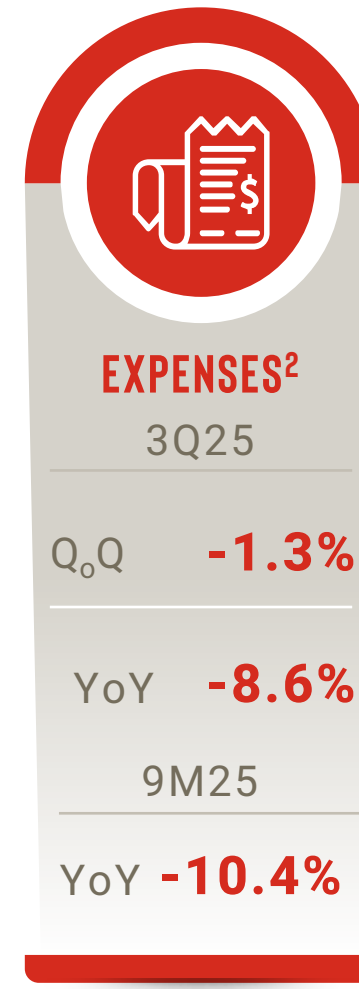 $
EXPENSES²
3Q25
QoQ -1.3%
YoY -8.6%
9M25
YoY -10.4%